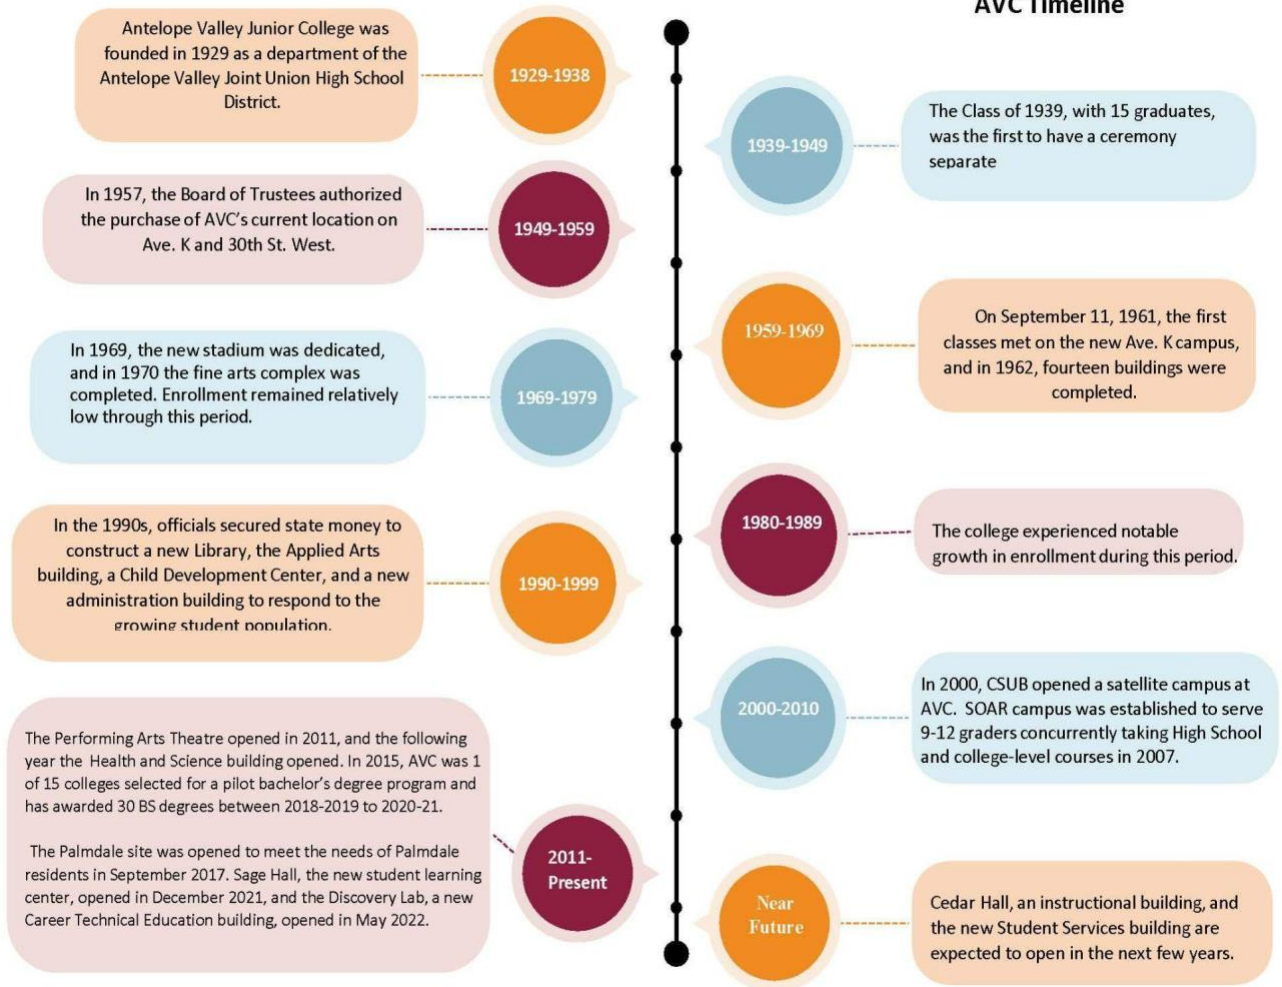 AVC Timeline
Antelope Valley Junior College was
founded in 1929 as a department of the
Antelope Valley Joint Union High School
District.
1929-1938
1939-1949
The Class of 1939, with 15 graduates,
was the first to have a ceremony
separate
In 1957, the Board of Trustees authorized
the purchase of AVC’s current location on
Ave. K and 30th St. West.
1949-1959
1959-1969
On September 11, 1961, the first
classes met on the new Ave. K campus,
and in 1962, fourteen buildings were
completed.
In 1969, the new stadium was dedicated,
and in 1970 the fine arts complex was
completed. Enrollment remained relatively
low through this period.
1969-1979
1980-1989
The college experienced notable
growth in enrollment during this period.
In the 1990s, officials secured state money to
construct a new Library, the Applied Arts
building, a Child Development Center, and a new
administration building to respond to the
growing student population.
1990-1999
2000-2010
In 2000, CSUB opened a satellite campus at
AVC. SOAR campus was established to serve
9-12 graders concurrently taking High School
and college-level courses in 2007.
The Performing Arts Theatre opened in 2011, and the following
year the Health and Science building opened. In 2015, AVC was 1
of 15 colleges selected for a pilot bachelor’s degree program and
has awarded 30 BS degrees between 2018-2019 to 2020-21.
The Palmdale site was opened to meet the needs of Palmdale
residents in September 2017. Sage Hall, the new student learning
center, opened in December 2021, and the Discovery Lab, a new
Career Technical Education building, opened in May 2022.
2011-
Present
Near
Future
Cedar Hall, an instructional building, and
the new Student Services building are
expected to open in the next few years.